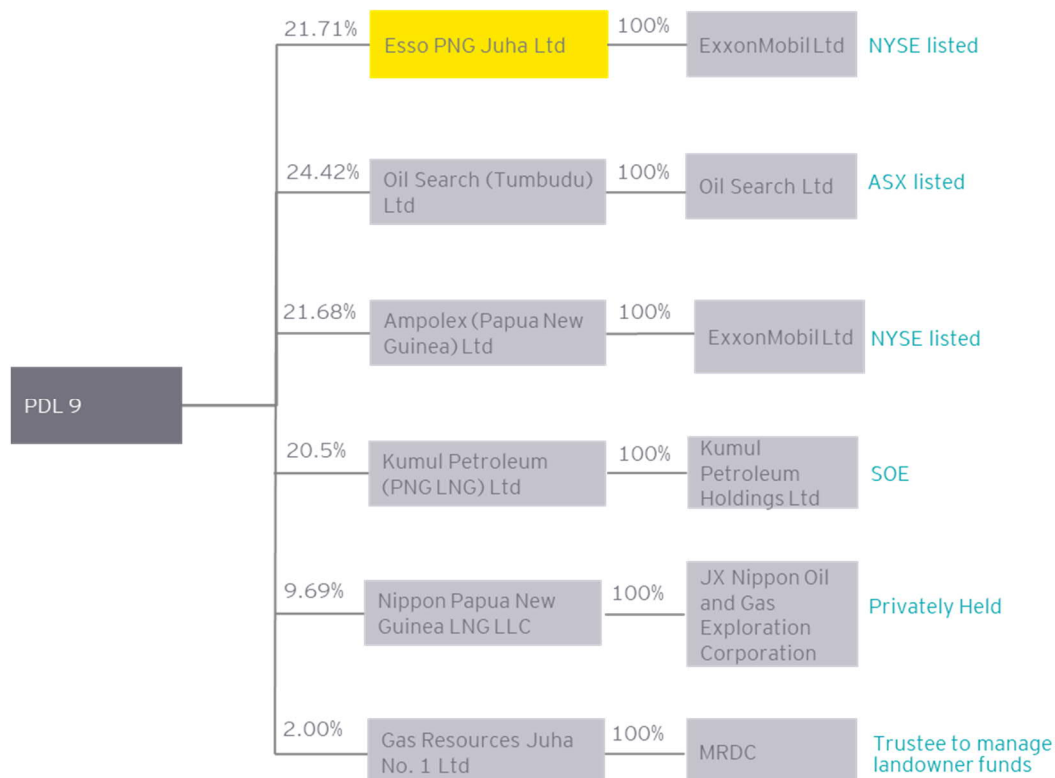 21.71%
Esso PNG Juha Ltd
100%
ExxonMobil Ltd
NYSE listed
24.42%
Oil Search (Tumbudu)
Ltd
100%
Oil Search Ltd
ASX listed
21.68%
Ampolex (Papua New
Guinea) Ltd
100%
ExxonMobil Ltd
NYSE listed
PDL 9
20.5%
Kumul Petroleum
(PNG LNG) Ltd
100%
Kumul
Petroleum
Holdings Ltd
SOE
9.69%
Nippon Papua New
Guinea LNG LLC
100%
JX Nippon Oil
and Gas
Exploration
Corporation
Privately Held
2.00%
Gas Resources Juha
No. 1 Ltd
100%
MRDC
Trustee to manage
landowner funds